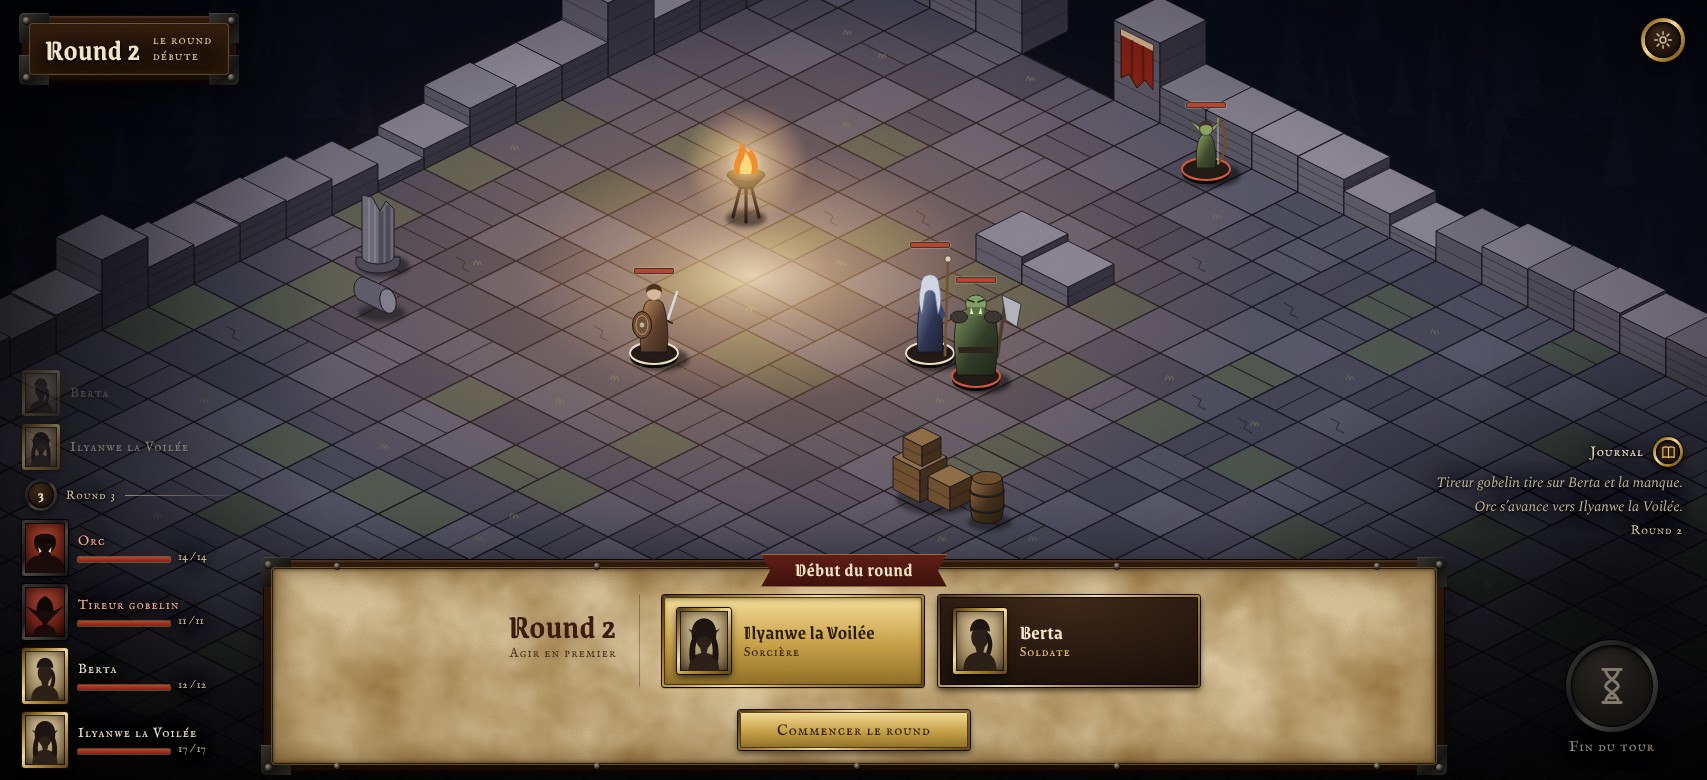 Round 2
LE ROUND
DÉBUTE
Berta
Ilyanwe la Voilée
3 Round 3
Orc
14/14
Tireur gobelin
11/11
Berta
12/12
Ilyanwe la Voilée
17/17
Journal
Tireur gobelin tire sur Berta et la manque.
Orc s'avance vers Ilyanwe la Voilée.
Round 2
Début du round
Round 2
Agir en premier
Ilyanwe la Voilée
Sorcière
Berta
Soldate
Commencer le round
Fin du tour